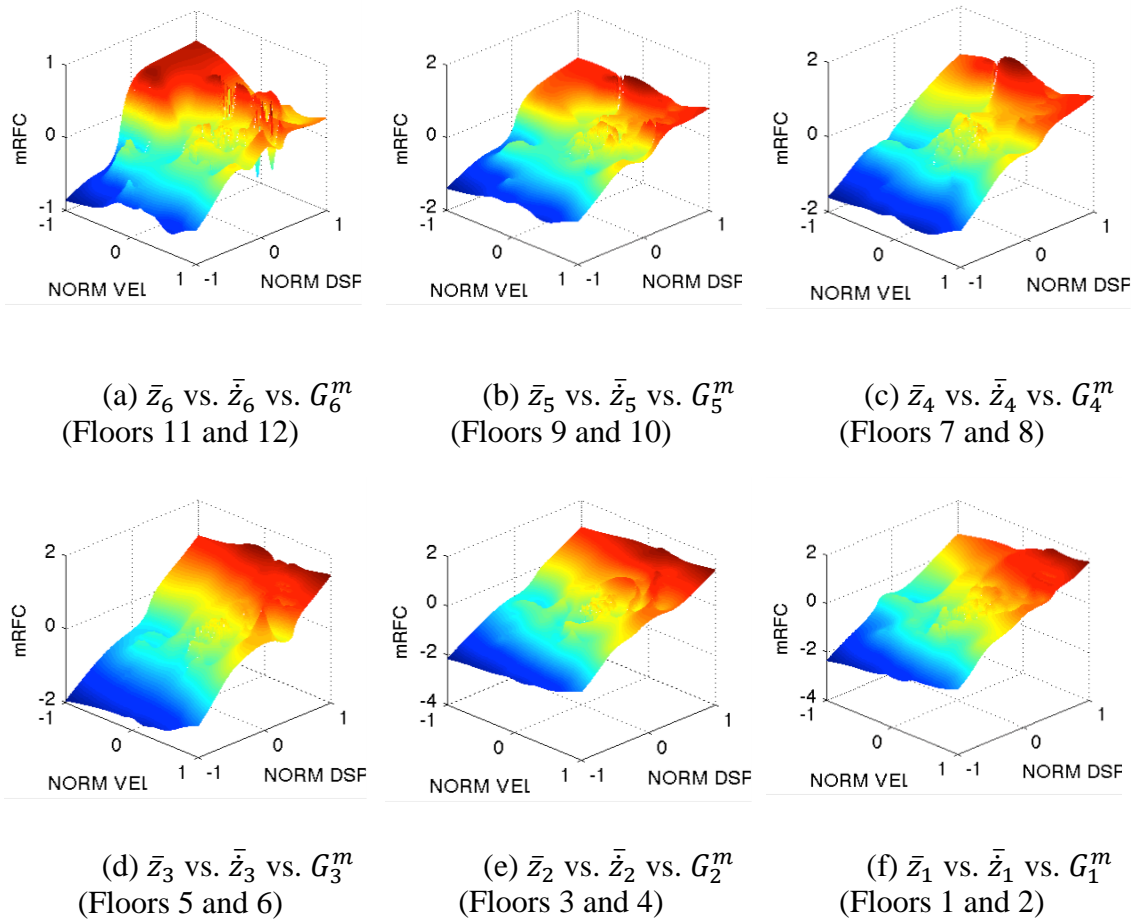 1
0
-1
mRFC
-1
0
1
NORM VEL
-1
0
1
NORM DSP
2
0
-2
mRFC
-1
0
1
NORM VEL
-1
0
1
NORM DSP
2
0
-2
mRFC
-1
0
1
NORM VEL
-1
0
1
NORM DSP
(a) z̄₆ vs. ż̄₆ vs. G₆ᵐ
(Floors 11 and 12)
(b) z̄₅ vs. ż̄₅ vs. G₅ᵐ
(Floors 9 and 10)
(c) z̄₄ vs. ż̄₄ vs. G₄ᵐ
(Floors 7 and 8)
2
0
-2
mRFC
-1
0
1
NORM VEL
-1
0
1
NORM DSP
2
0
-2
-4
mRFC
-1
0
1
NORM VEL
-1
0
1
NORM DSP
2
0
-2
-4
mRFC
-1
0
1
NORM VEL
-1
0
1
NORM DSP
(d) z̄₃ vs. ż̄₃ vs. G₃ᵐ
(Floors 5 and 6)
(e) z̄₂ vs. ż̄₂ vs. G₂ᵐ
(Floors 3 and 4)
(f) z̄₁ vs. ż̄₁ vs. G₁ᵐ
(Floors 1 and 2)